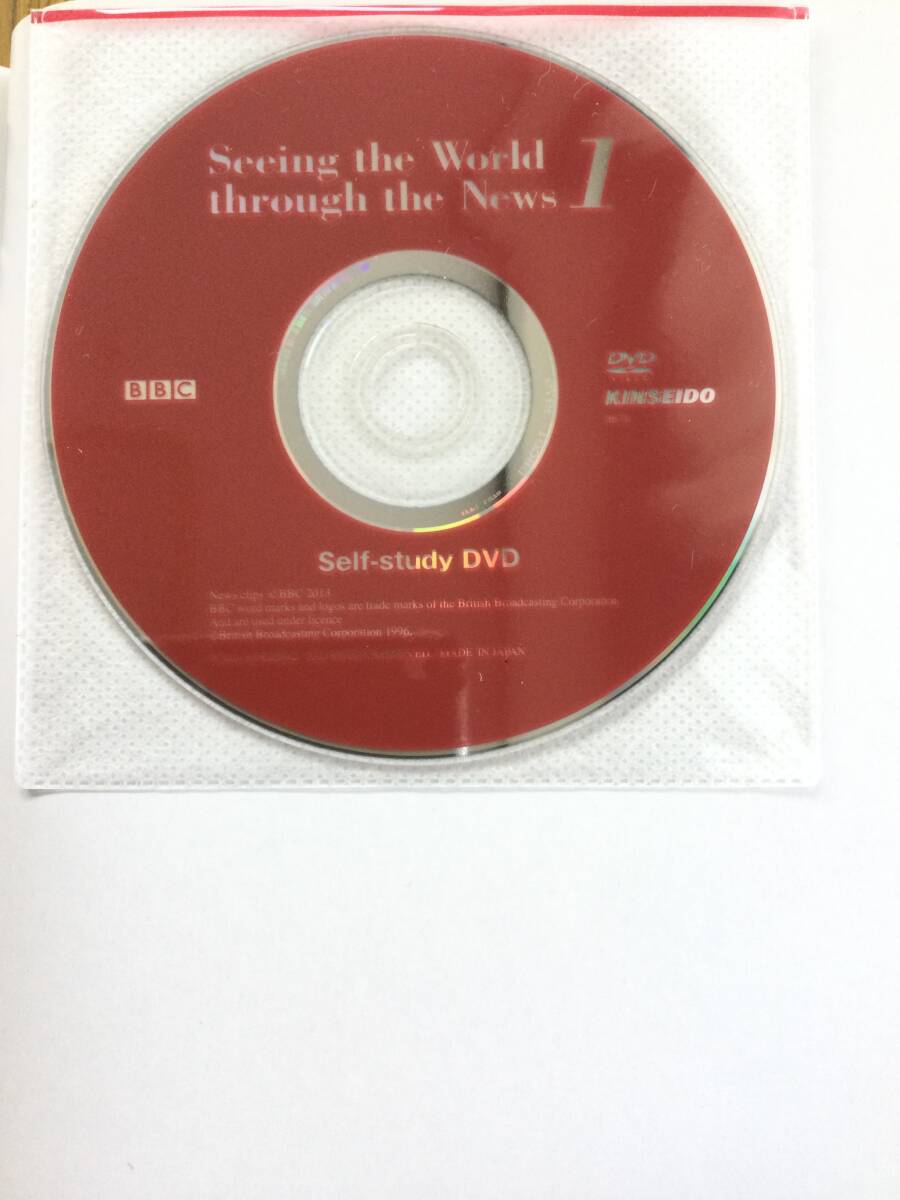 Seeing the World
through the News 1
BBC
DVD
VIDEO
KINSEIDO
Self-study DVD
News clips © BBC 2013
BBC word marks and logos are trade marks of the British Broadcasting Corporation
And are used under licence
©British Broadcasting Corporation 1996.
MADE IN JAPAN